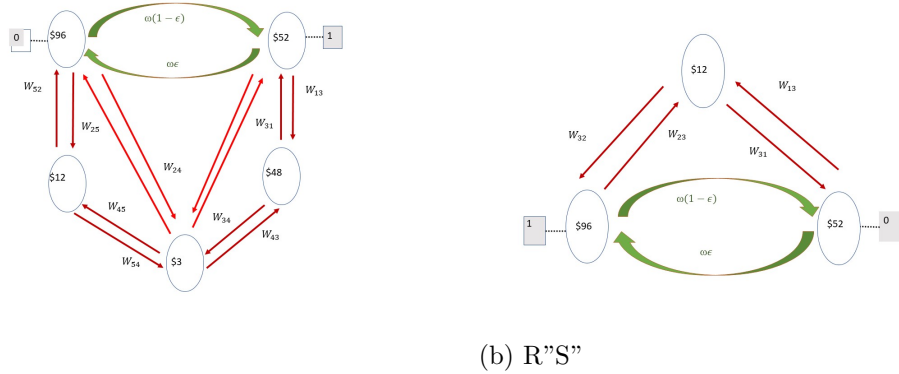 ω(1 − ϵ)
0
$96
$52
1
ωϵ
W₅₂
W₁₃
W₂₅
W₃₁
W₂₄
$12
$48
W₄₅
W₃₄
W₄₃
W₅₄
$3
$12
W₁₃
W₃₂
W₂₃
W₃₁
ω(1 − ϵ)
1
$96
$52
0
ωϵ
(b) R”S”